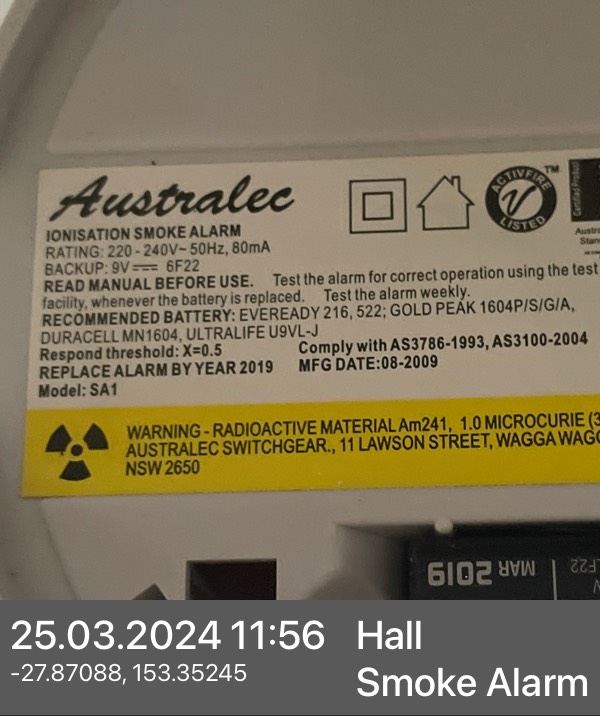 Australec
ACTIVFIRE
TM
LISTED
Certified Product
IONISATION SMOKE ALARM
RATING: 220 - 240V~ 50Hz, 80mA
BACKUP: 9V⎓ 6F22
READ MANUAL BEFORE USE. Test the alarm for correct operation using the test
facility, whenever the battery is replaced. Test the alarm weekly.
RECOMMENDED BATTERY: EVEREADY 216, 522; GOLD PEAK 1604P/S/G/A,
DURACELL MN1604, ULTRALIFE U9VL-J
Respond threshold: X=0.5 Comply with AS3786-1993, AS3100-2004
REPLACE ALARM BY YEAR 2019 MFG DATE:08-2009
Model: SA1
WARNING - RADIOACTIVE MATERIAL Am241, 1.0 MICROCURIE (3
AUSTRALEC SWITCHGEAR., 11 LAWSON STREET, WAGGA WAGG
NSW 2650
MAR 2019
25.03.2024 11:56 Hall
-27.87088, 153.35245
Smoke Alarm